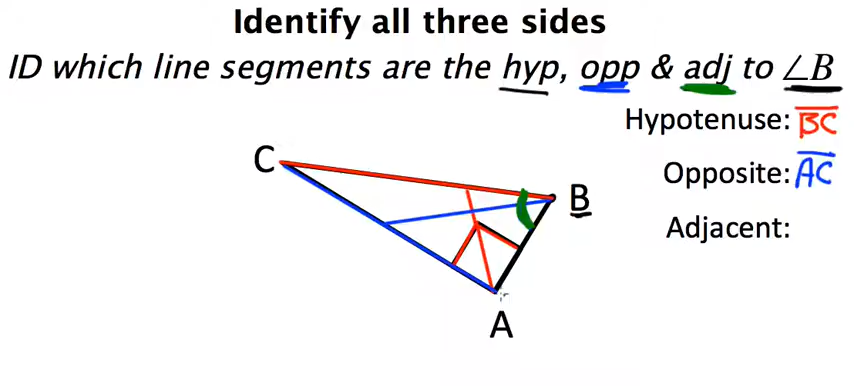 Identify all three sides
ID which line segments are the hyp, opp & adj to ∠B
Hypotenuse: BC
Opposite: AC
Adjacent:
C
B
A